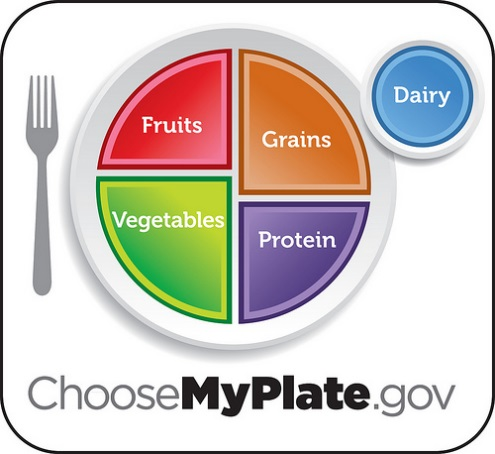 Fruits
Grains
Dairy
Vegetables
Protein
ChooseMyPlate.gov